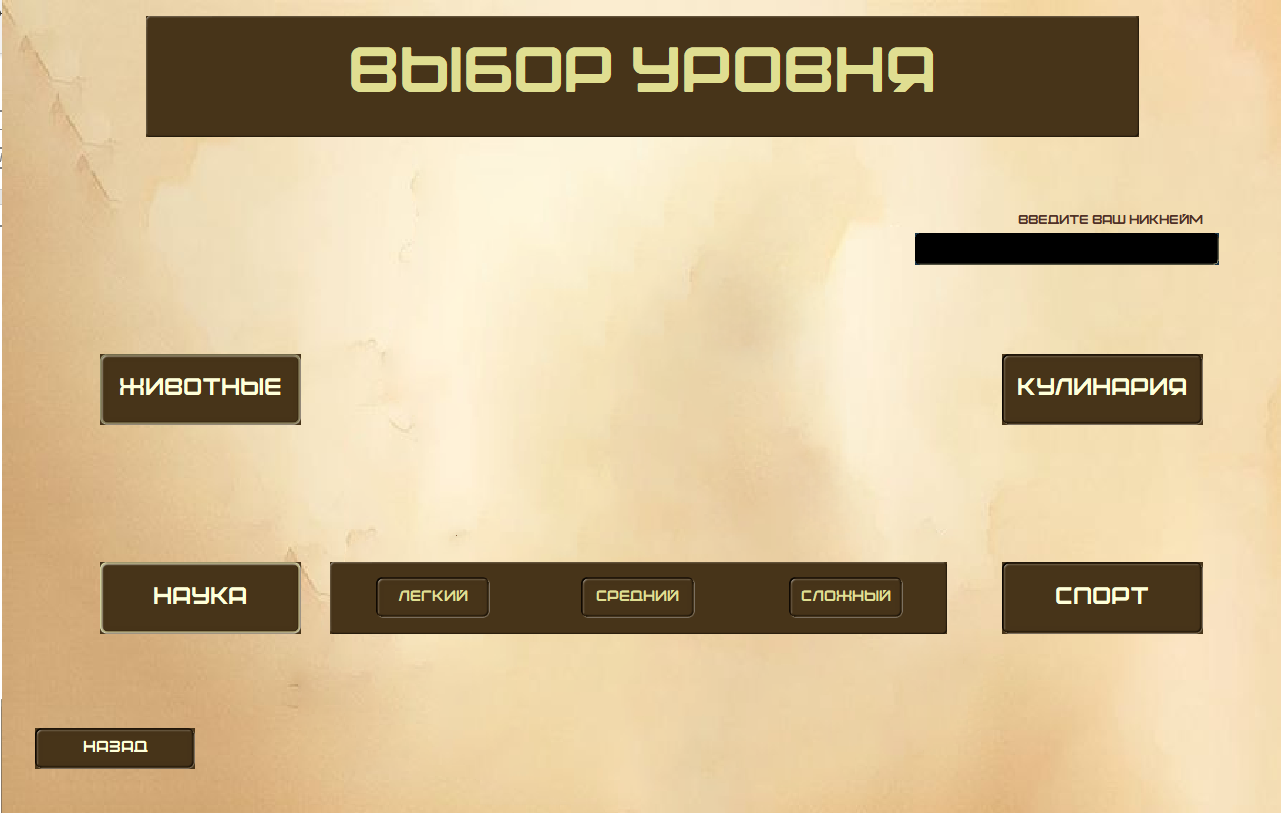 ВЫБОР УРОВНЯ
ВВЕДИТЕ ВАШ НИКНЕЙМ
ЖИВОТНЫЕ
КУЛИНАРИЯ
НАУКА
ЛЕГКИЙ
СРЕДНИЙ
СЛОЖНЫЙ
СПОРТ
НАЗАД